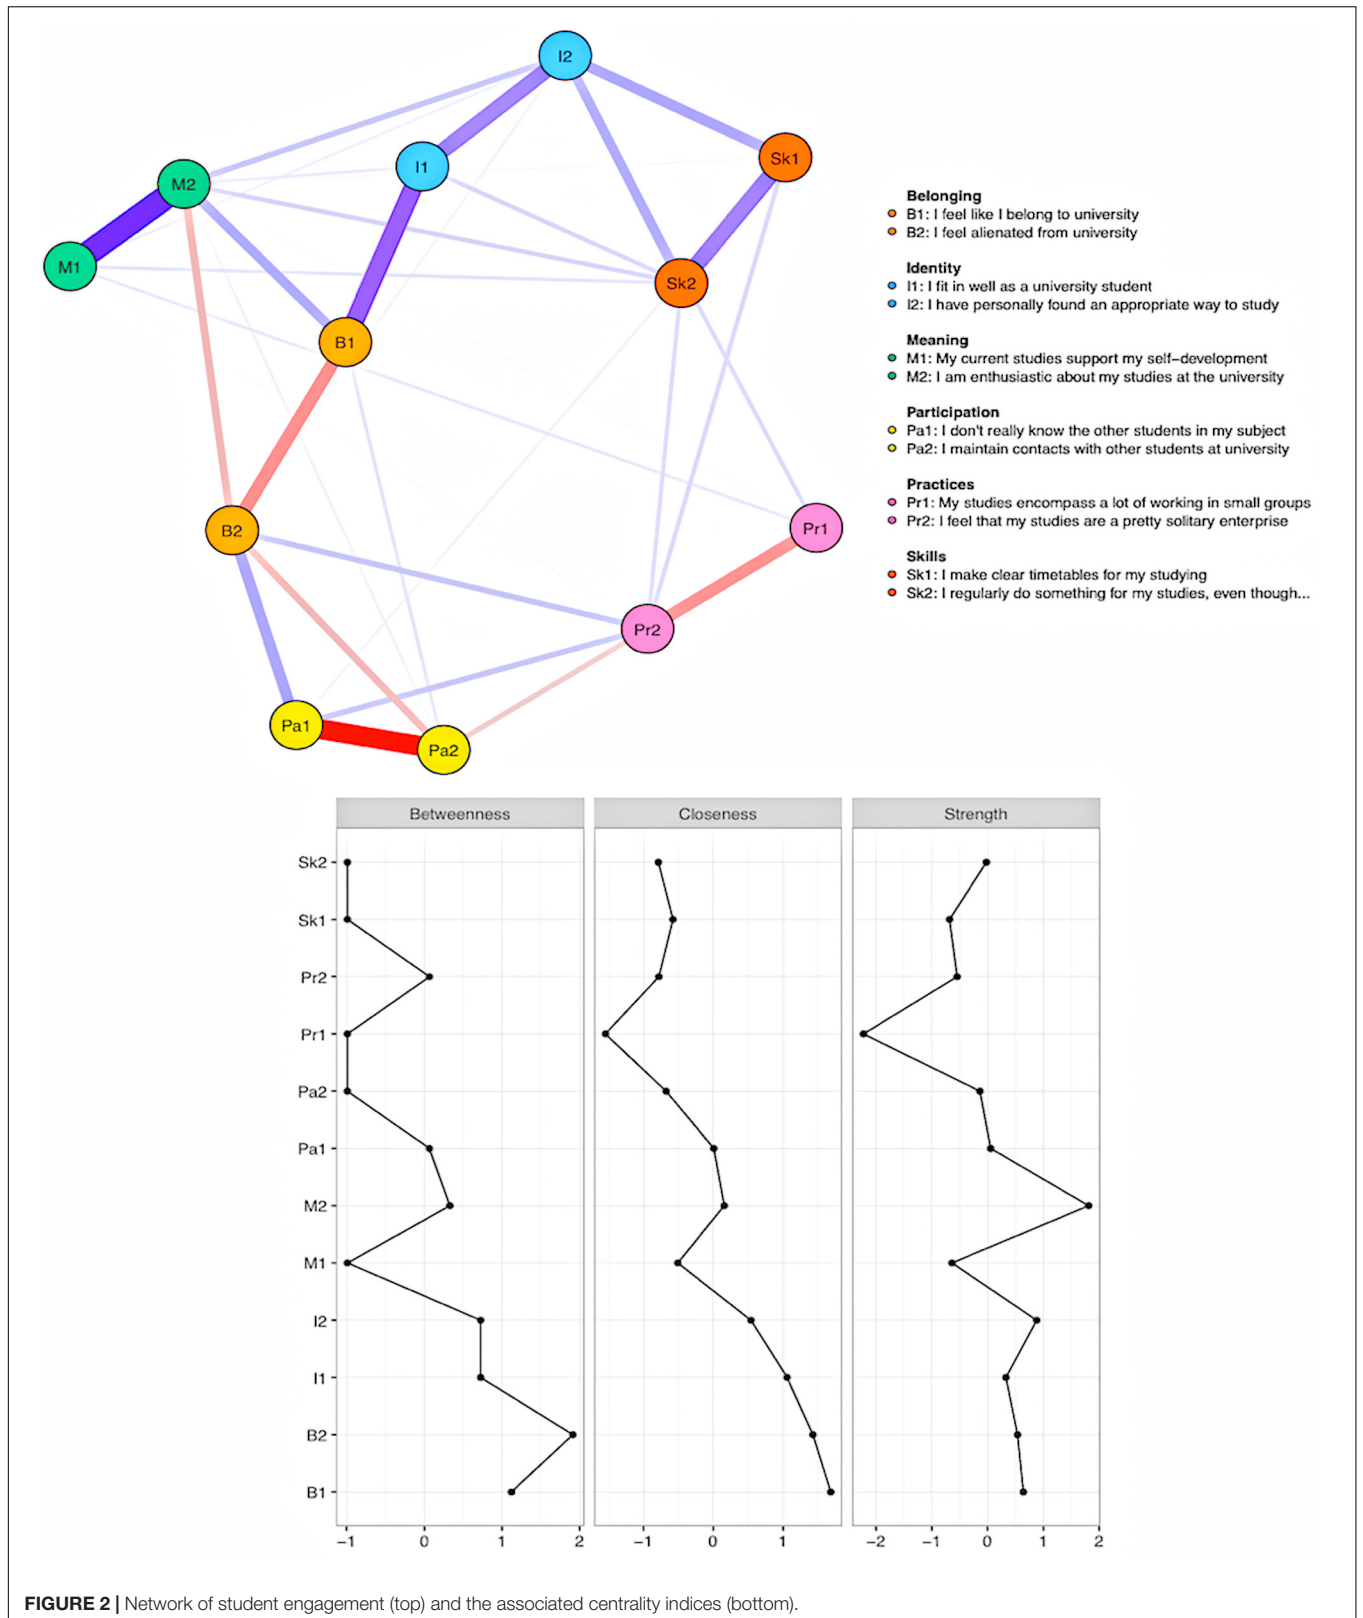 I2
Sk1
I1
M2
M1
Sk2
B1
B2
Pr1
Pr2
Pa1
Pa2
Belonging
B1: I feel like I belong to university
B2: I feel alienated from university
Identity
I1: I fit in well as a university student
I2: I have personally found an appropriate way to study
Meaning
M1: My current studies support my self−development
M2: I am enthusiastic about my studies at the university
Participation
Pa1: I don't really know the other students in my subject
Pa2: I maintain contacts with other students at university
Practices
Pr1: My studies encompass a lot of working in small groups
Pr2: I feel that my studies are a pretty solitary enterprise
Skills
Sk1: I make clear timetables for my studying
Sk2: I regularly do something for my studies, even though...
Betweenness Closeness Strength
Sk2
Sk1
Pr2
Pr1
Pa2
Pa1
M2
M1
I2
I1
B2
B1
−1 0 1 2 −1 0 1 −2 −1 0 1 2
FIGURE 2 | Network of student engagement (top) and the associated centrality indices (bottom).